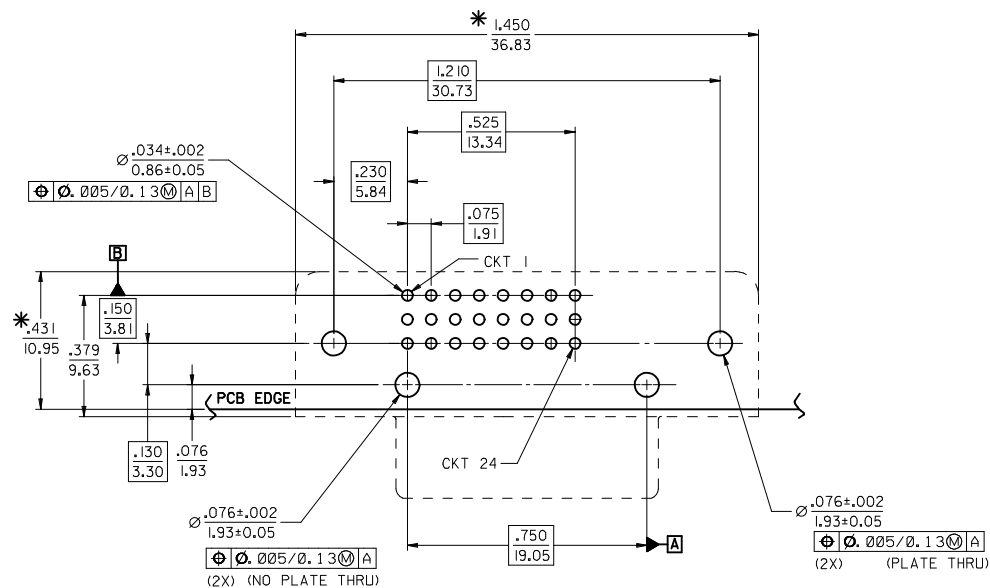 * 1.450
36.83
1.210
30.73
.525
13.34
⌀ .034±.002
0.86±0.05
⌖ Ø.005/0.13Ⓜ A B
.230
5.84
.075
1.91
B
CKT 1
.150
3.81
* .431
10.95
.379
9.63
PCB EDGE
.130
3.30
.076
1.93
CKT 24
⌀ .076±.002
1.93±0.05
⌖ Ø.005/0.13Ⓜ A
(2X) (NO PLATE THRU)
.750
19.05
A
⌀ .076±.002
1.93±0.05
⌖ Ø.005/0.13Ⓜ A
(2X) (PLATE THRU)